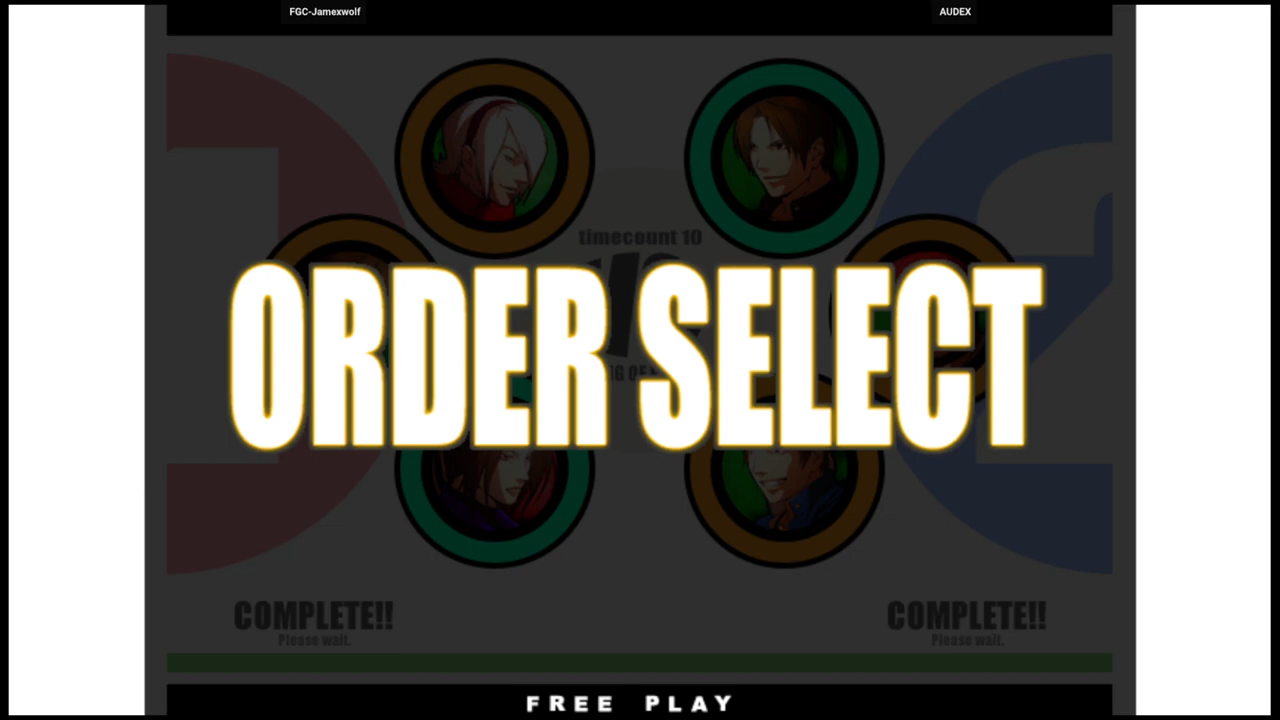 FGC-Jamexwolf
AUDEX
timecount 10
ORDER SELECT
COMPLETE!!
Please wait.
COMPLETE!!
Please wait.
FREE PLAY